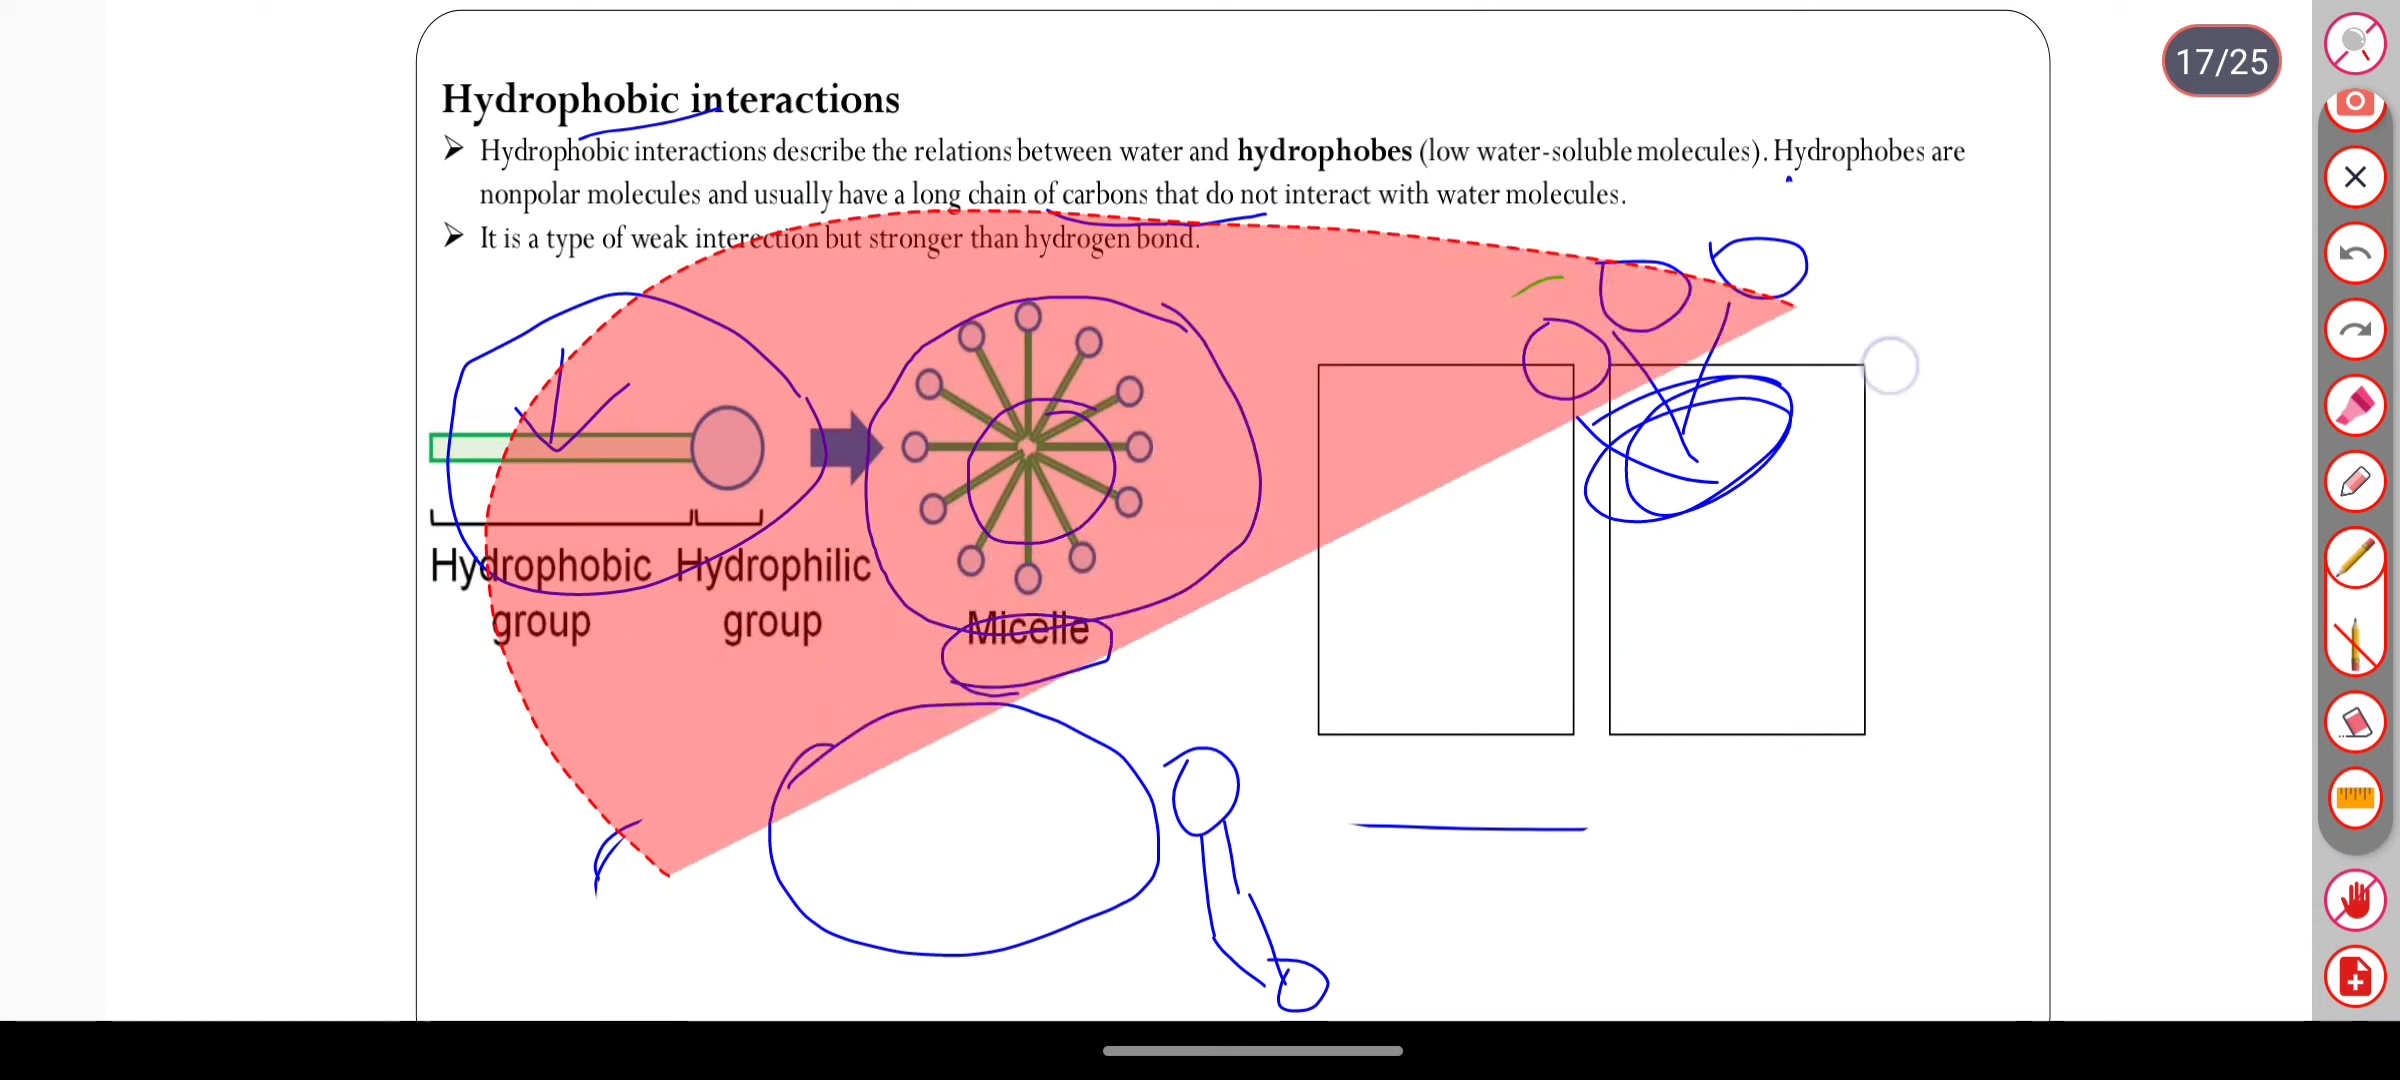 17/25
Hydrophobic interactions
➢ Hydrophobic interactions describe the relations between water and hydrophobes (low water-soluble molecules). Hydrophobes are
nonpolar molecules and usually have a long chain of carbons that do not interact with water molecules.
➢ It is a type of weak interection but stronger than hydrogen bond.
Hydrophobic group
Hydrophilic group
Micelle